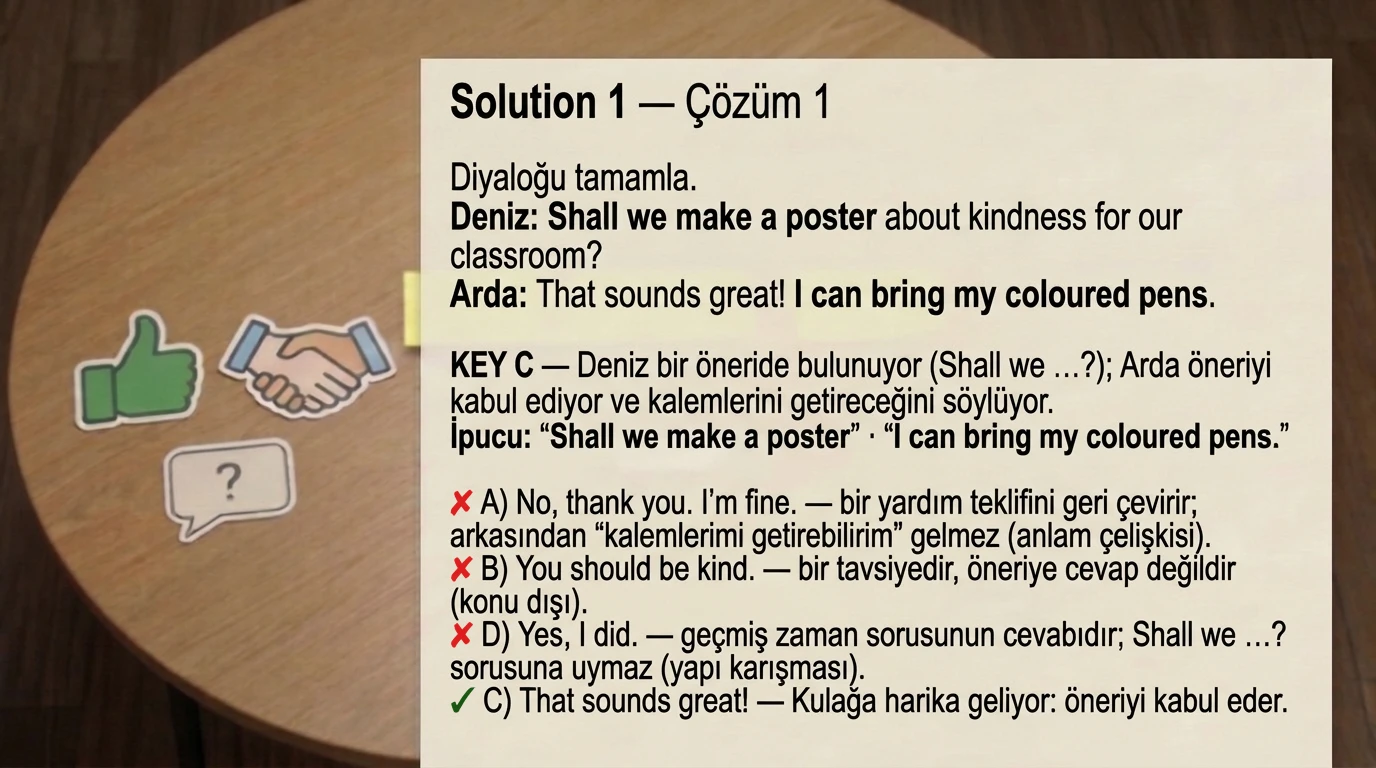 Solution 1 — Çözüm 1
Diyaloğu tamamla.
Deniz: Shall we make a poster about kindness for our
classroom?
Arda: That sounds great! I can bring my coloured pens.
KEY C — Deniz bir öneride bulunuyor (Shall we …?); Arda öneriyi
kabul ediyor ve kalemlerini getireceğini söylüyor.
İpucu: “Shall we make a poster” · “I can bring my coloured pens.”
✘ A) No, thank you. I’m fine. — bir yardım teklifini geri çevirir;
arkasından “kalemlerimi getirebilirim” gelmez (anlam çelişkisi).
✘ B) You should be kind. — bir tavsiyedir, öneriye cevap değildir
(konu dışı).
✘ D) Yes, I did. — geçmiş zaman sorusunun cevabıdır; Shall we …?
sorusuna uymaz (yapı karışması).
✓ C) That sounds great! — Kulağa harika geliyor: öneriyi kabul eder.
?